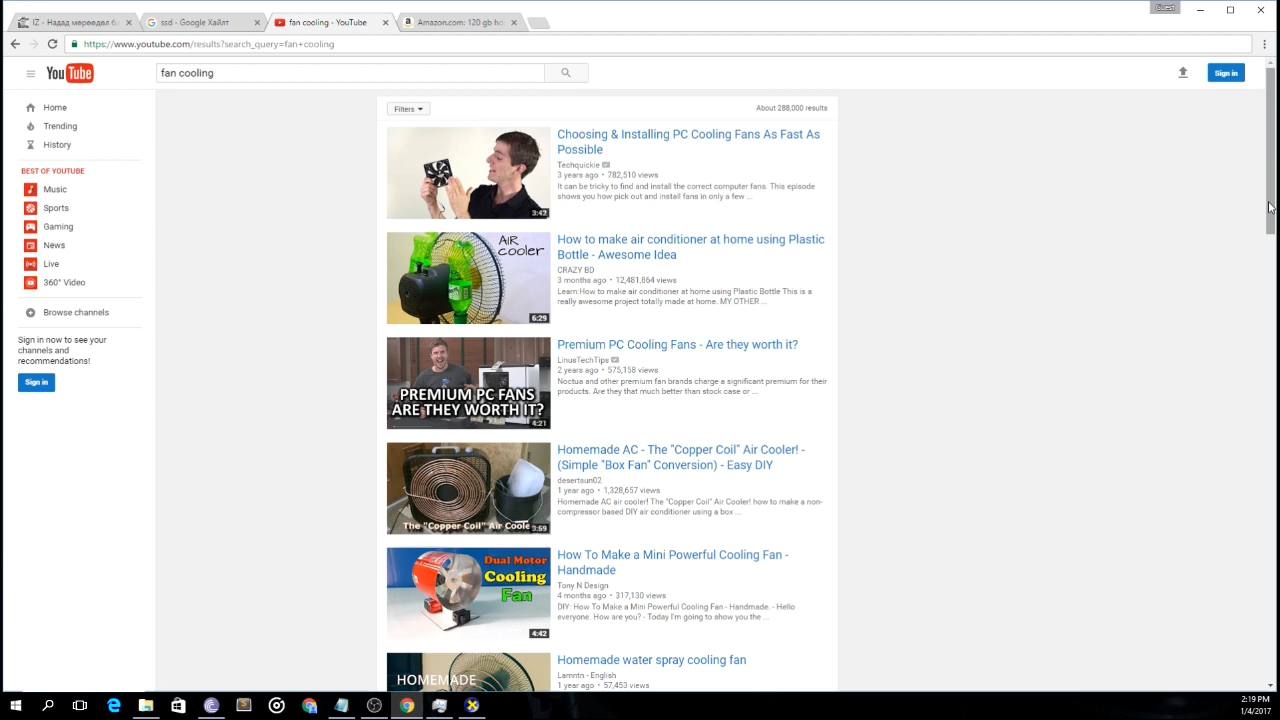 Guest
IZ - Надад мөрөөдөл б
ssd - Google Хайлт
fan cooling - YouTube
Amazon.com: 120 gb hd
https://www.youtube.com/results?search_query=fan+cooling
YouTube
fan cooling
Sign in
Home
Trending
History
BEST OF YOUTUBE
Music
Sports
Gaming
News
Live
360° Video
Browse channels
Sign in now to see your
channels and
recommendations!
Sign in
Filters
About 288,000 results
Choosing & Installing PC Cooling Fans As Fast As
Possible
Techquickie
3 years ago • 782,510 views
It can be tricky to find and install the correct computer fans. This episode
shows you how pick out and install fans in only a few ...
3:42
How to make air conditioner at home using Plastic
Bottle - Awesome Idea
CRAZY BD
3 months ago • 12,481,864 views
Learn:How to make air conditioner at home using Plastic Bottle This is a
really awesome project totally made at home. MY OTHER ...
AIR
cooler
6:29
Premium PC Cooling Fans - Are they worth it?
LinusTechTips
2 years ago • 575,158 views
Noctua and other premium fan brands charge a significant premium for their
products. Are they that much better than stock case or ...
PREMIUM PC FANS
ARE THEY WORTH IT?
4:21
Homemade AC - The "Copper Coil" Air Cooler! -
(Simple "Box Fan" Conversion) - Easy DIY
desertsun02
1 year ago • 1,328,657 views
Homemade AC air cooler! The "Copper Coil" Air Cooler! how to make a non-
compressor based DIY air conditioner using a box ...
The "Copper Coil" Air Coole
3:59
How To Make a Mini Powerful Cooling Fan -
Handmade
Tony N Design
4 months ago • 317,130 views
DIY: How To Make a Mini Powerful Cooling Fan - Handmade. - Hello
everyone. How are you? - Today I'm going to show you the ...
Dual Motor
Cooling
Fan
4:42
Homemade water spray cooling fan
Lamntn - English
1 year ago • 57,453 views
HOMEMADE
2:19 PM
1/4/2017